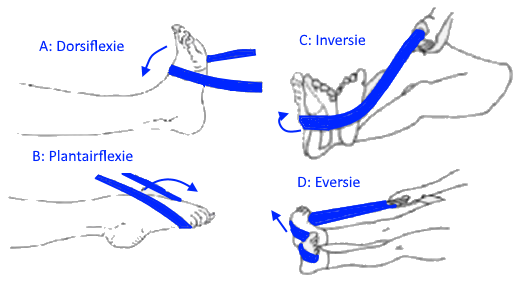 A: Dorsiflexie
C: Inversie
B: Plantairflexie
D: Eversie